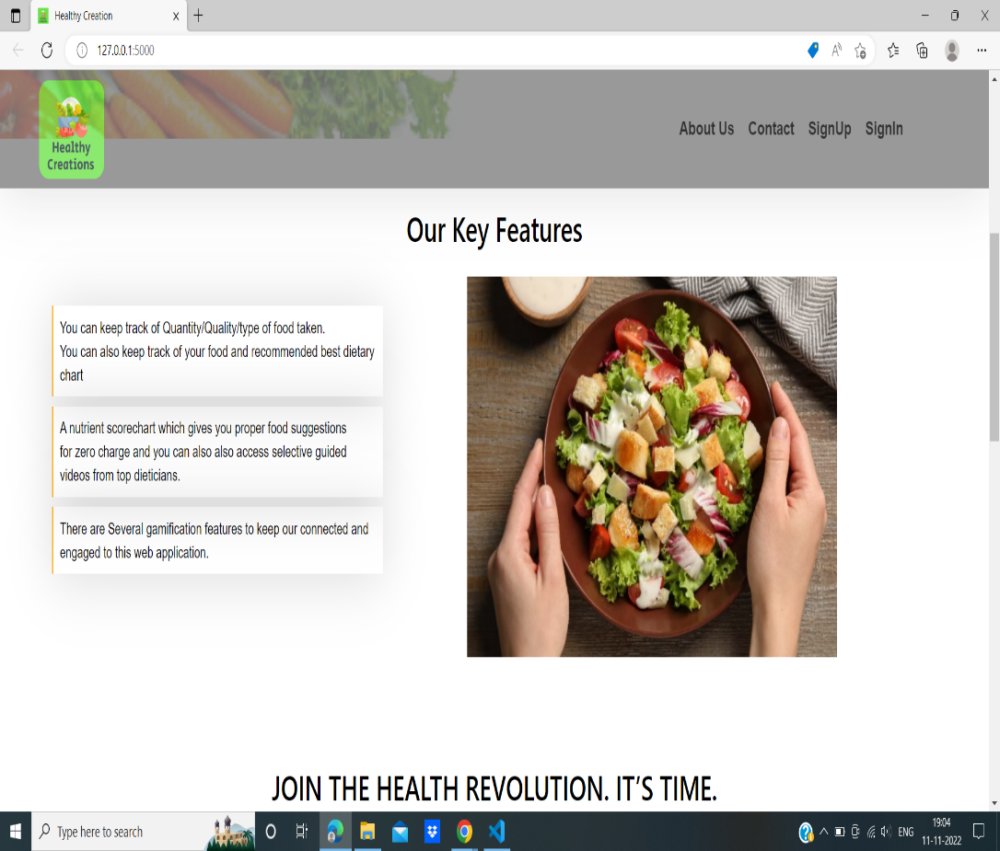 Healthy Creation
127.0.0.1:5000
Healthy
Creations
About Us Contact SignUp SignIn
Our Key Features
You can keep track of Quantity/Quality/type of food taken.
You can also keep track of your food and recommended best dietary
chart
A nutrient scorechart which gives you proper food suggestions
for zero charge and you can also also access selective guided
videos from top dieticians.
There are Several gamification features to keep our connected and
engaged to this web application.
JOIN THE HEALTH REVOLUTION. IT'S TIME.
Type here to search
ENG
19:04
11-11-2022